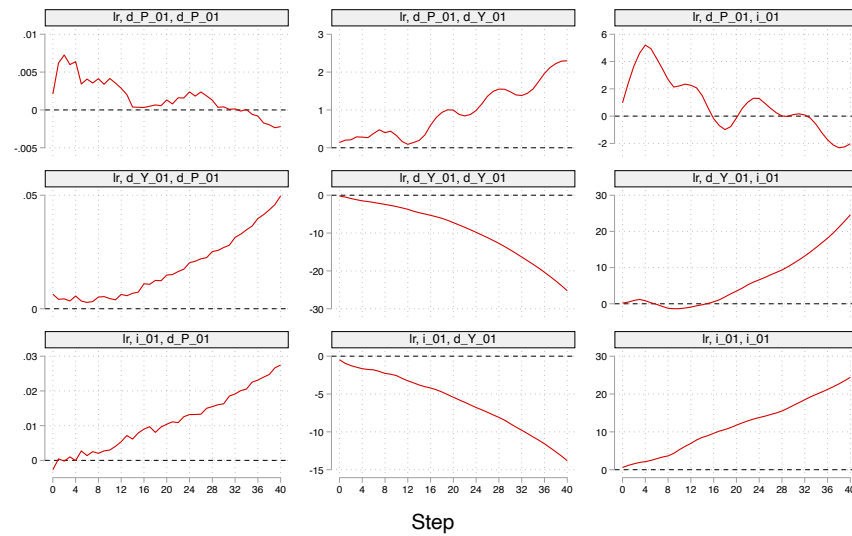 lr, d_P_01, d_P_01
lr, d_P_01, d_Y_01
lr, d_P_01, i_01
.01
.005
0
-.005
3
2
1
0
6
4
2
0
-2
lr, d_Y_01, d_P_01
lr, d_Y_01, d_Y_01
lr, d_Y_01, i_01
.05
0
0
-10
-20
-30
30
20
10
0
lr, i_01, d_P_01
lr, i_01, d_Y_01
lr, i_01, i_01
.03
.02
.01
0
0
-5
-10
-15
30
20
10
0
0 4 8 12 16 20 24 28 32 36 40
0 4 8 12 16 20 24 28 32 36 40
0 4 8 12 16 20 24 28 32 36 40
Step